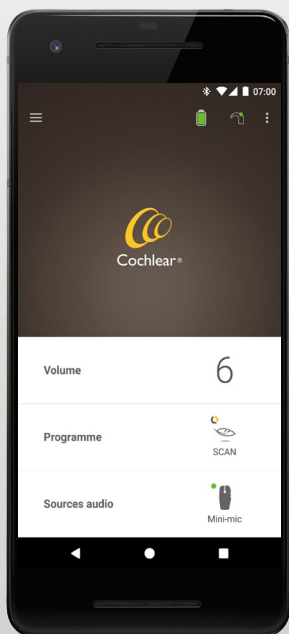 07:00
Cochlear®
Volume
6
Programme
SCAN
Sources audio
Mini-mic